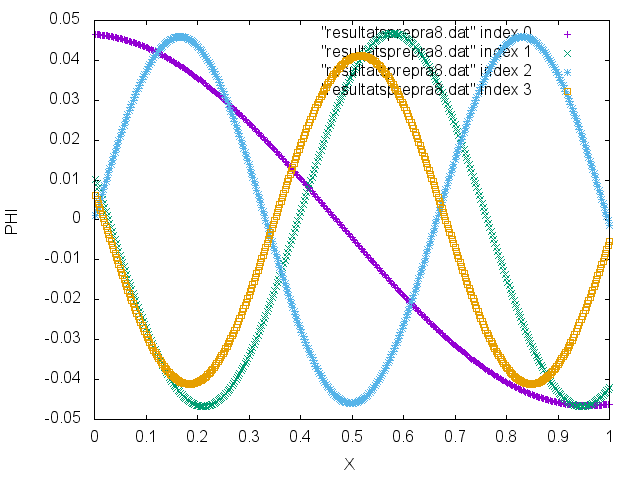 0.05
0.04
0.03
0.02
0.01
0
-0.01
-0.02
-0.03
-0.04
-0.05
PHI
0 0.1 0.2 0.3 0.4 0.5 0.6 0.7 0.8 0.9 1
X
"resultatsprepra8.dat" index 0
"resultatsprepra8.dat" index 1
"resultatsprepra8.dat" index 2
"resultatsprepra8.dat" index 3